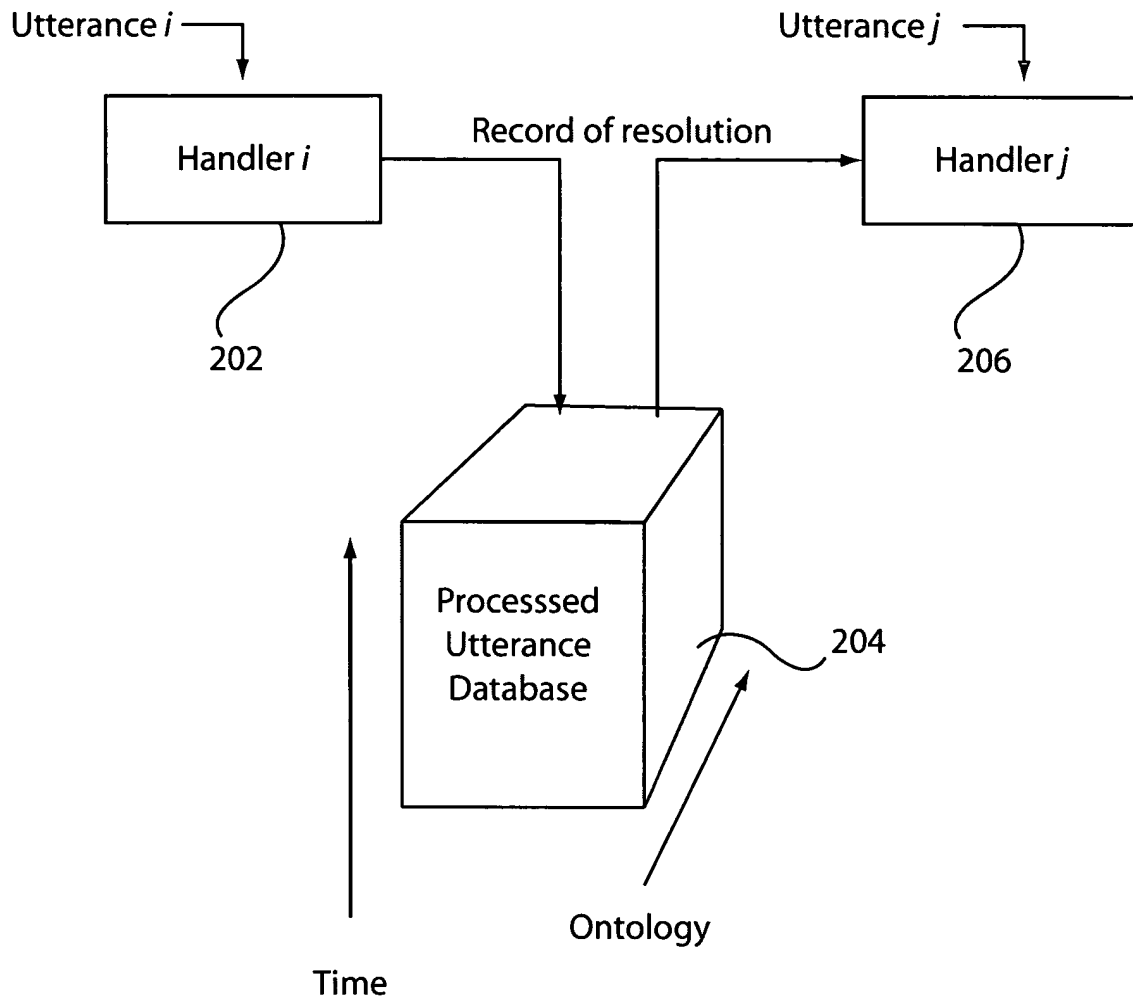 Utterance i
Utterance j
Record of resolution
Handler i
Handler j
202
206
Processsed
Utterance
Database
204
Ontology
Time